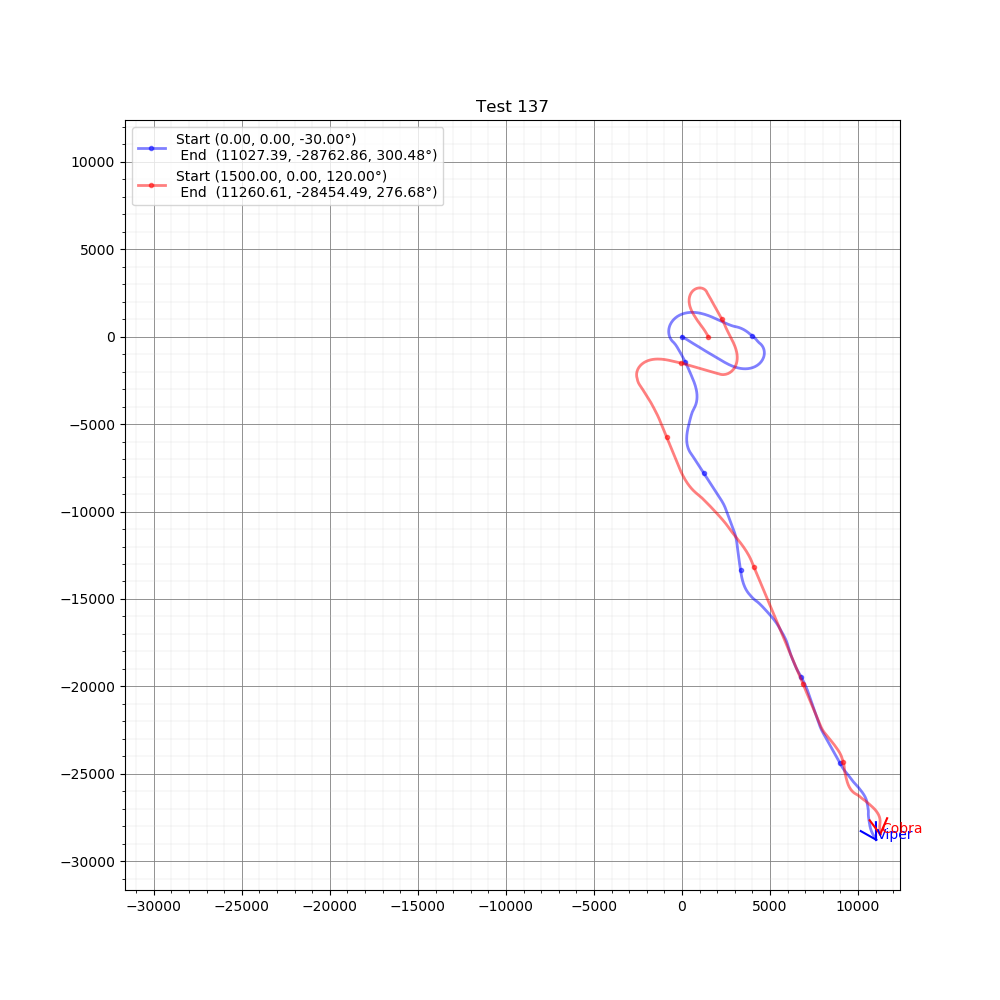 Test 137
Start (0.00, 0.00, -30.00°)
End  (11027.39, -28762.86, 300.48°)
Start (1500.00, 0.00, 120.00°)
End  (11260.61, -28454.49, 276.68°)
10000
5000
0
−5000
−10000
−15000
−20000
−25000
−30000
Cobra
Viper
−30000 −25000 −20000 −15000 −10000 −5000 0 5000 10000